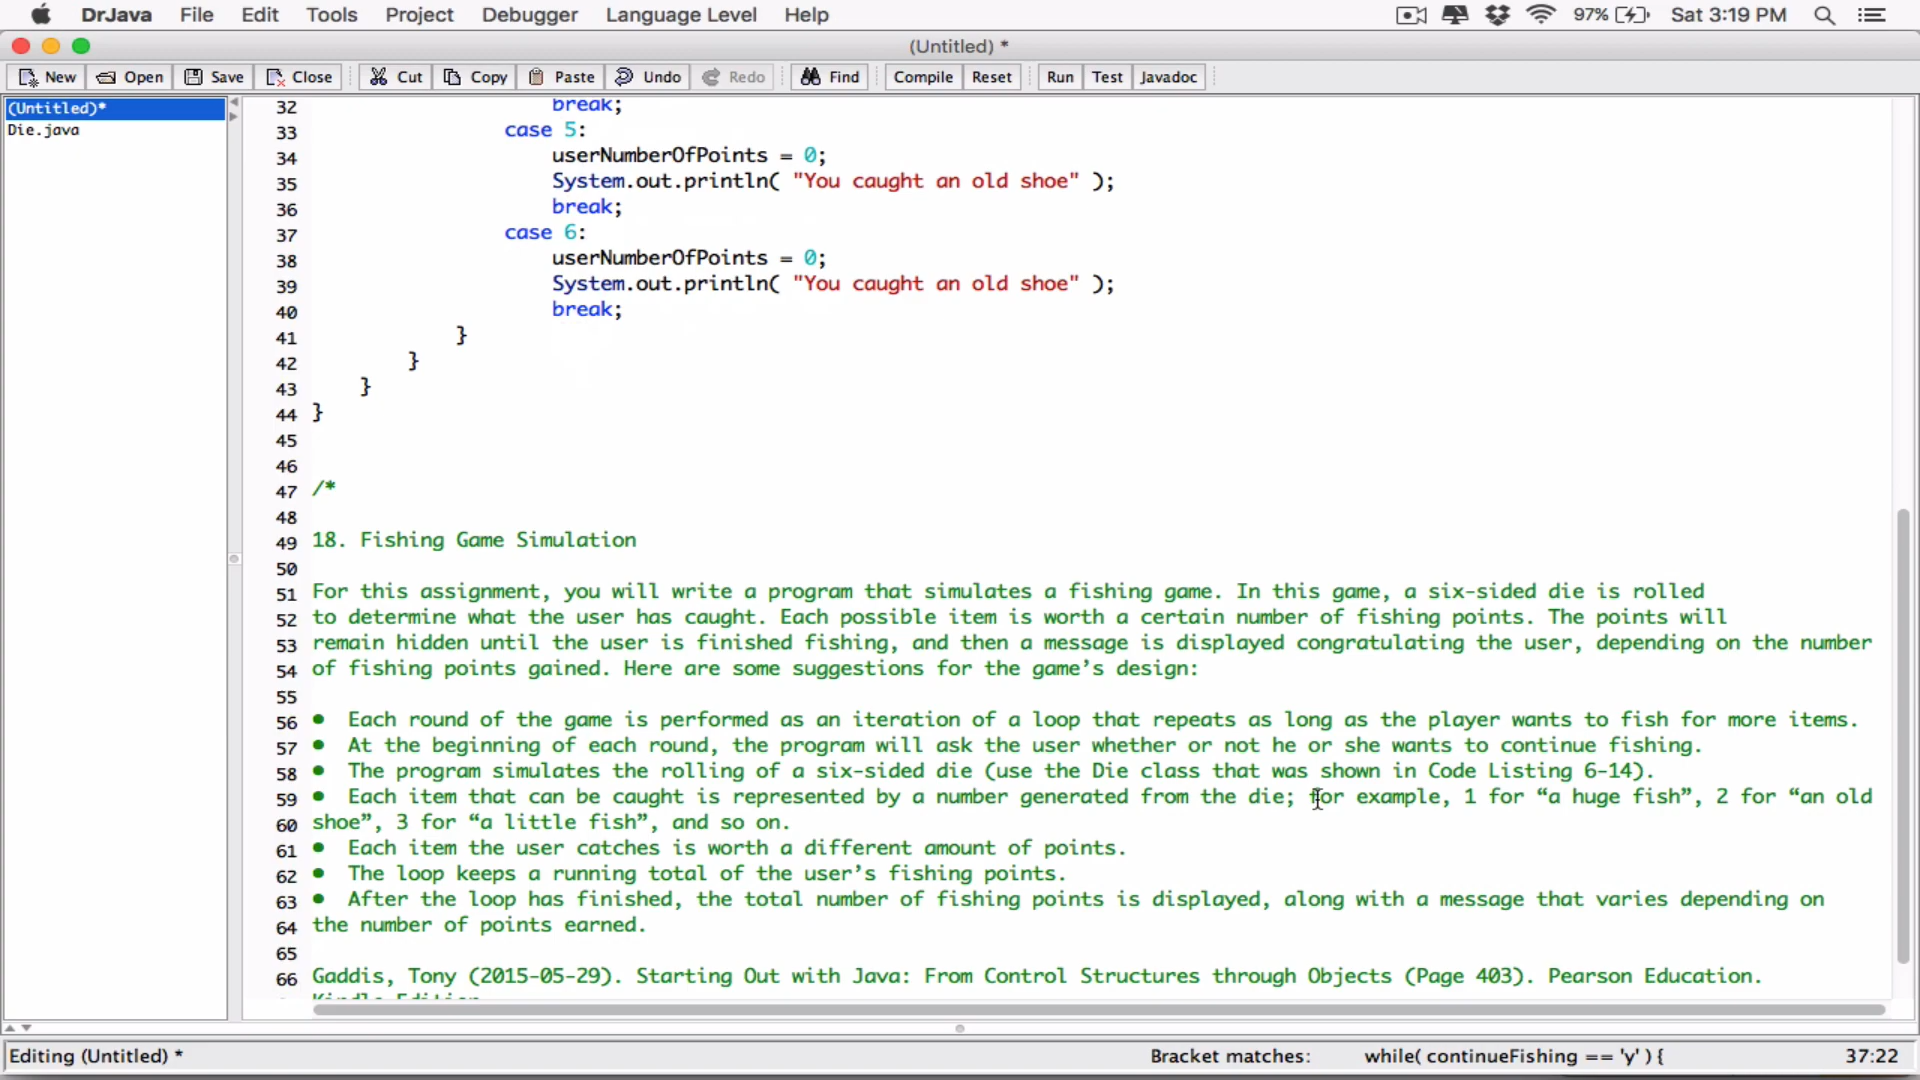 DrJava File Edit Tools Project Debugger Language Level Help 97% Sat 3:19 PM
(Untitled) *
New Open Save Close Cut Copy Paste Undo Redo Find Compile Reset Run Test Javadoc
(Untitled)*
Die.java
32 break;
33 case 5:
34 userNumberOfPoints = 0;
35 System.out.println( "You caught an old shoe" );
36 break;
37 case 6:
38 userNumberOfPoints = 0;
39 System.out.println( "You caught an old shoe" );
40 break;
41 }
42 }
43 }
44 }
45
46
47 /*
48
49 18. Fishing Game Simulation
50
51 For this assignment, you will write a program that simulates a fishing game. In this game, a six-sided die is rolled
52 to determine what the user has caught. Each possible item is worth a certain number of fishing points. The points will
53 remain hidden until the user is finished fishing, and then a message is displayed congratulating the user, depending on the number
54 of fishing points gained. Here are some suggestions for the game’s design:
55
56 • Each round of the game is performed as an iteration of a loop that repeats as long as the player wants to fish for more items.
57 • At the beginning of each round, the program will ask the user whether or not he or she wants to continue fishing.
58 • The program simulates the rolling of a six-sided die (use the Die class that was shown in Code Listing 6-14).
59 • Each item that can be caught is represented by a number generated from the die; for example, 1 for “a huge fish”, 2 for “an old
60 shoe”, 3 for “a little fish”, and so on.
61 • Each item the user catches is worth a different amount of points.
62 • The loop keeps a running total of the user’s fishing points.
63 • After the loop has finished, the total number of fishing points is displayed, along with a message that varies depending on
64 the number of points earned.
65
66 Gaddis, Tony (2015-05-29). Starting Out with Java: From Control Structures through Objects (Page 403). Pearson Education.
Kindle Edition
Editing (Untitled) * Bracket matches: while( continueFishing == 'y' ) { 37:22